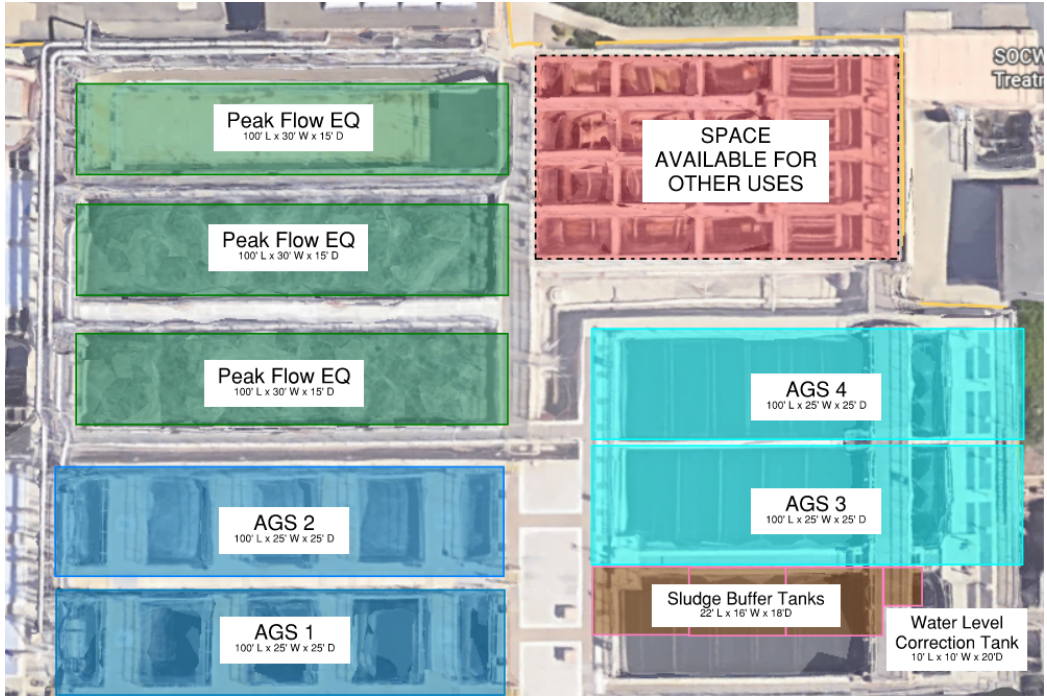 Peak Flow EQ
100' L x 30' W x 15' D
SPACE
AVAILABLE FOR
OTHER USES
Peak Flow EQ
100' L x 30' W x 15' D
Peak Flow EQ
100' L x 30' W x 15' D
AGS 4
100' L x 25' W x 25' D
AGS 3
100' L x 25' W x 25' D
AGS 2
100' L x 25' W x 25' D
AGS 1
100' L x 25' W x 25' D
Sludge Buffer Tanks
22' L x 16' W x 18'D
Water Level
Correction Tank
10' L x 10' W x 20'D